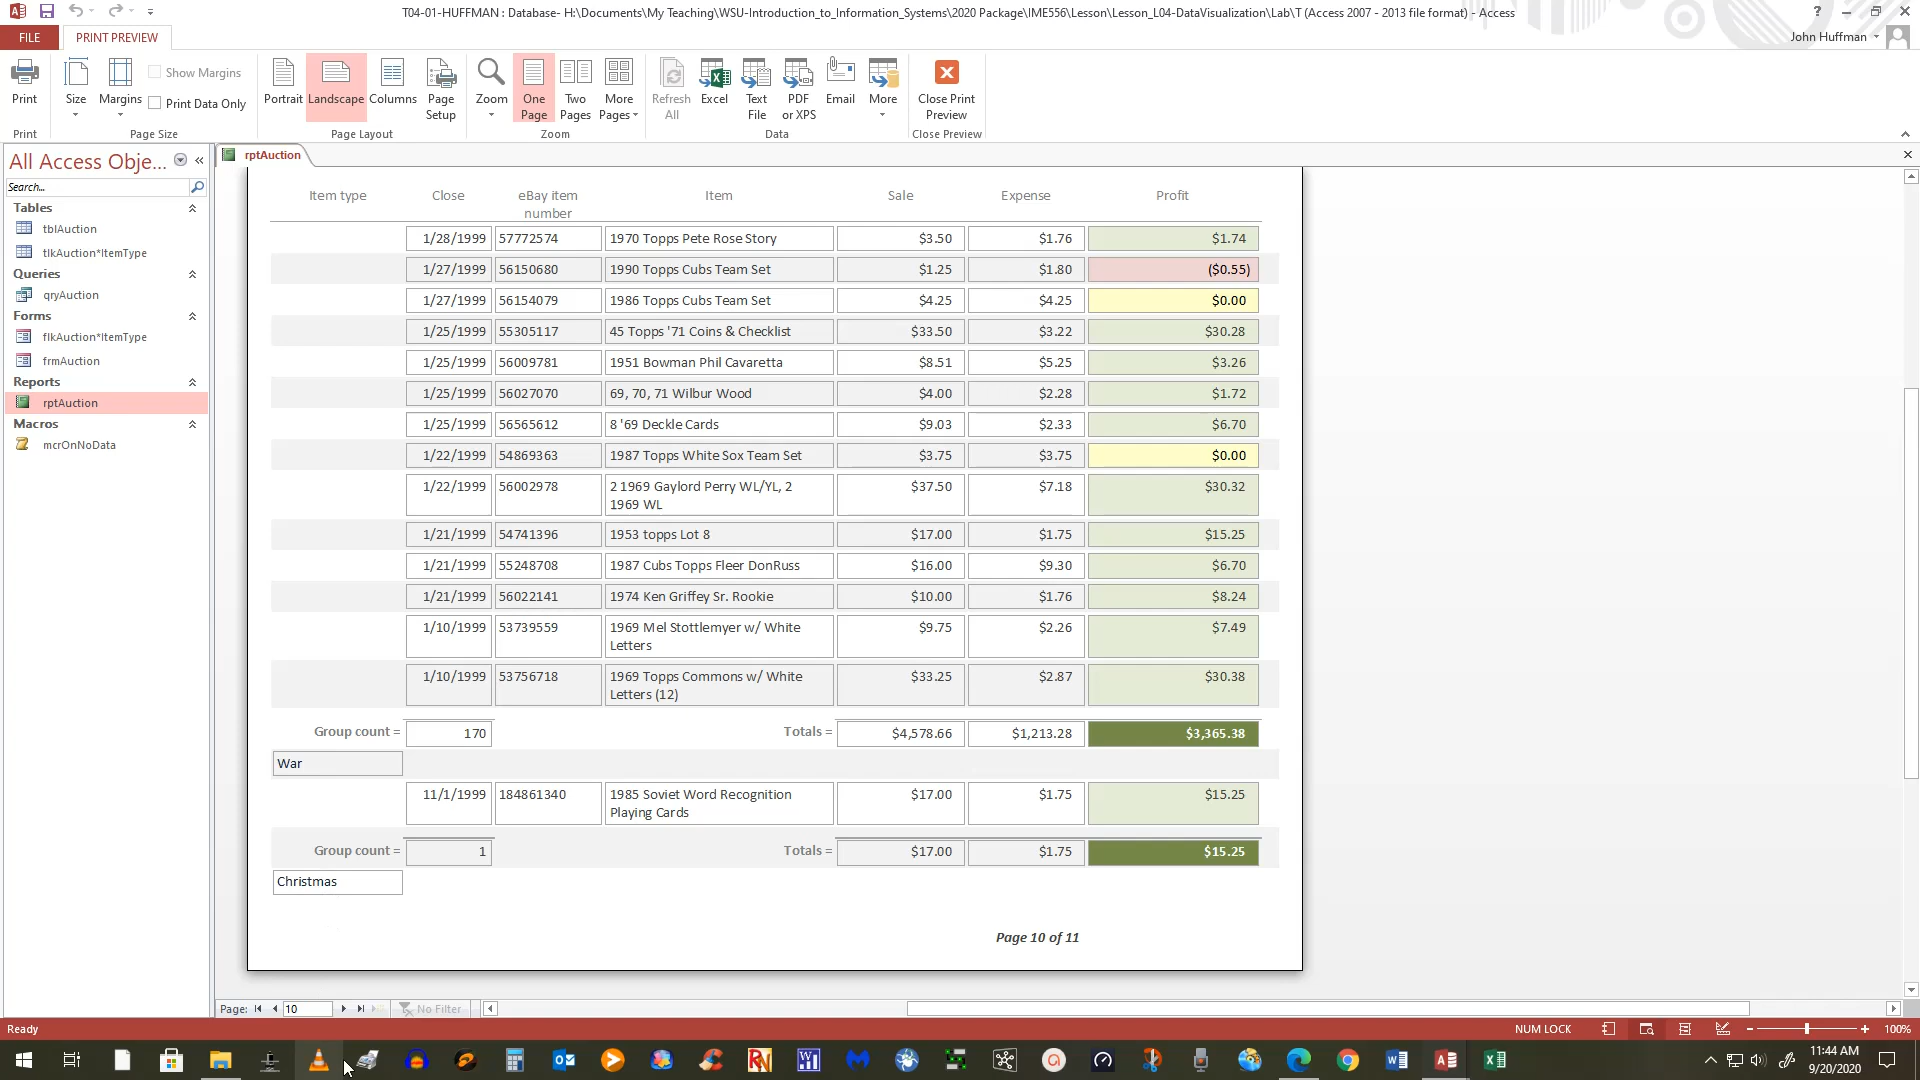 T04-01-HUFFMAN : Database- H:\Documents\My Teaching\WSU-Introduction_to_Information_Systems\2020 Package\IME556\Lesson\Lesson_L04-DataVisualization\Lab\T (Access 2007 - 2013 file format) - Access
FILE PRINT PREVIEW John Huffman
Show Margins
Print Data Only
Print Size Margins Portrait Landscape Columns Page Setup Zoom One Page Two Pages More Pages Refresh All Excel Text File PDF or XPS Email More Close Print Preview
Print Page Size Page Layout Zoom Data Close Preview
All Access Obje...
Search...
Tables
tblAuction
tlkAuction*ItemType
Queries
qryAuction
Forms
flkAuction*ItemType
frmAuction
Reports
rptAuction
Macros
mcrOnNoData
rptAuction
Item type Close eBay item number Item Sale Expense Profit
1/28/1999 57772574 1970 Topps Pete Rose Story $3.50 $1.76 $1.74
1/27/1999 56150680 1990 Topps Cubs Team Set $1.25 $1.80 ($0.55)
1/27/1999 56154079 1986 Topps Cubs Team Set $4.25 $4.25 $0.00
1/25/1999 55305117 45 Topps '71 Coins & Checklist $33.50 $3.22 $30.28
1/25/1999 56009781 1951 Bowman Phil Cavaretta $8.51 $5.25 $3.26
1/25/1999 56027070 69, 70, 71 Wilbur Wood $4.00 $2.28 $1.72
1/25/1999 56565612 8 '69 Deckle Cards $9.03 $2.33 $6.70
1/22/1999 54869363 1987 Topps White Sox Team Set $3.75 $3.75 $0.00
1/22/1999 56002978 2 1969 Gaylord Perry WL/YL, 2 $37.50 $7.18 $30.32
1969 WL
1/21/1999 54741396 1953 topps Lot 8 $17.00 $1.75 $15.25
1/21/1999 55248708 1987 Cubs Topps Fleer DonRuss $16.00 $9.30 $6.70
1/21/1999 56022141 1974 Ken Griffey Sr. Rookie $10.00 $1.76 $8.24
1/10/1999 53739559 1969 Mel Stottlemyer w/ White $9.75 $2.26 $7.49
Letters
1/10/1999 53756718 1969 Topps Commons w/ White $33.25 $2.87 $30.38
Letters (12)
Group count = 170 Totals = $4,578.66 $1,213.28 $3,365.38
War
11/1/1999 184861340 1985 Soviet Word Recognition $17.00 $1.75 $15.25
Playing Cards
Group count = 1 Totals = $17.00 $1.75 $15.25
Christmas
Page 10 of 11
Page: 10 No Filter
Ready NUM LOCK 100%
11:44 AM
9/20/2020